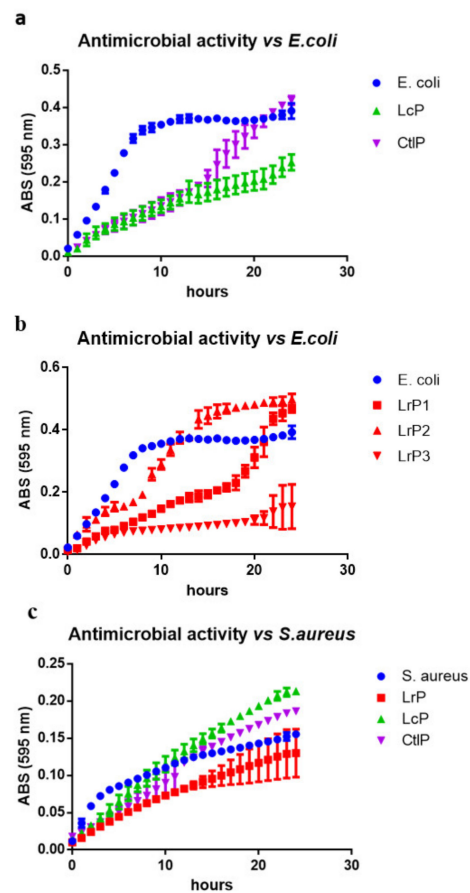 a
Antimicrobial activity vs E.coli
ABS (595 nm)
0.5
0.4
0.3
0.2
0.1
0.0
0
10
20
30
hours
E. coli
LcP
CtlP
b
Antimicrobial activity vs E.coli
ABS (595 nm)
0.6
0.4
0.2
0.0
0
10
20
30
hours
E. coli
LrP1
LrP2
LrP3
c
Antimicrobial activity vs S.aureus
ABS (595 nm)
0.25
0.20
0.15
0.10
0.05
0.00
0
10
20
30
hours
S. aureus
LrP
LcP
CtlP